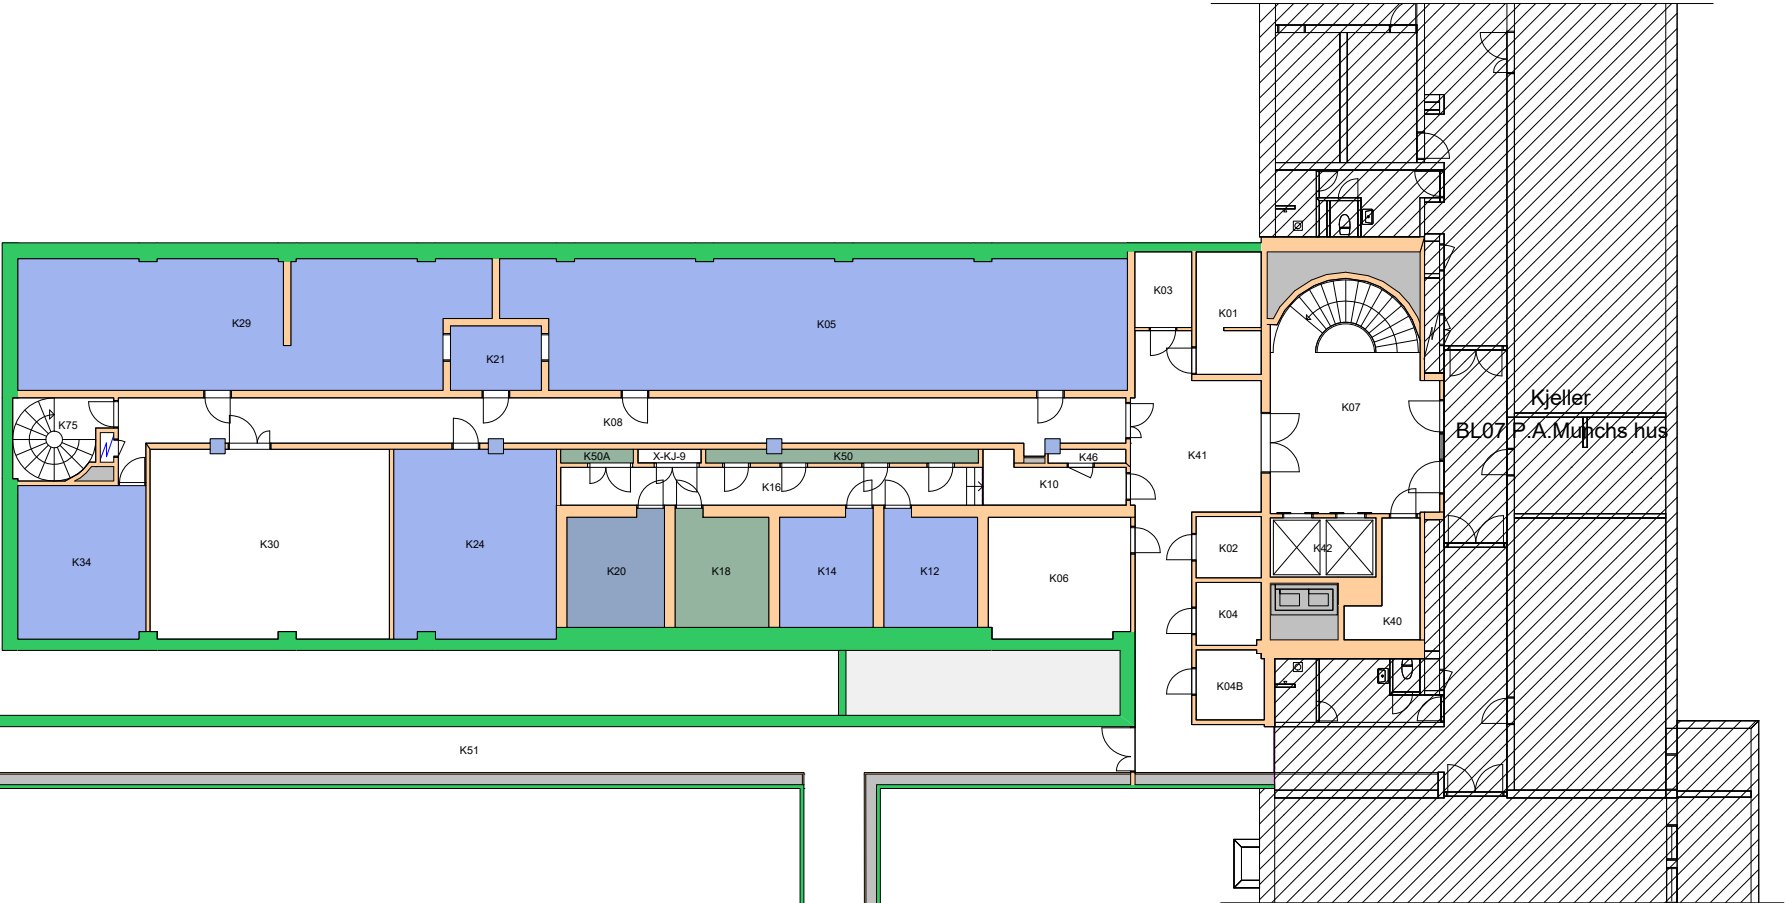 K03
K01
K29
K05
K21
K07
Kjeller
BL07 P.A.Munchs hus
K75
K08
K50A
X-KJ-9
K50
K46
K41
K16
K10
K34
K30
K24
K20
K18
K14
K12
K06
K02
K42
K04
K40
K04B
K51